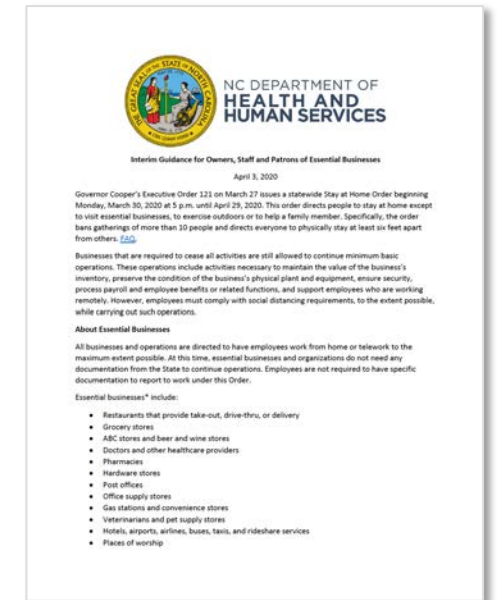 THE GREAT SEAL OF THE STATE OF NORTH CAROLINA
ESSE QUAM VIDERI
NC DEPARTMENT OF
HEALTH AND
HUMAN SERVICES
Interim Guidance for Owners, Staff and Patrons of Essential Businesses
April 3, 2020
Governor Cooper's Executive Order 121 on March 27 issues a statewide Stay at Home Order beginning
Monday, March 30, 2020 at 5 p.m. until April 29, 2020. This order directs people to stay at home except
to visit essential businesses, to exercise outdoors or to help a family member. Specifically, the order
bans gatherings of more than 10 people and directs everyone to physically stay at least six feet apart
from others. FAQ.
Businesses that are required to cease all activities are still allowed to continue minimum basic
operations. These operations include activities necessary to maintain the value of the business's
inventory, preserve the condition of the business's physical plant and equipment, ensure security,
process payroll and employee benefits or related functions, and support employees who are working
remotely. However, employees must comply with social distancing requirements, to the extent possible,
while carrying out such operations.
About Essential Businesses
All businesses and operations are directed to have employees work from home or telework to the
maximum extent possible. At this time, essential businesses and organizations do not need any
documentation from the State to continue operations. Employees are not required to have specific
documentation to report to work under this Order.
Essential businesses* include:
• Restaurants that provide take-out, drive-thru, or delivery
• Grocery stores
• ABC stores and beer and wine stores
• Doctors and other healthcare providers
• Pharmacies
• Hardware stores
• Post offices
• Office supply stores
• Gas stations and convenience stores
• Veterinarians and pet supply stores
• Hotels, airports, airlines, buses, taxis, and rideshare services
• Places of worship